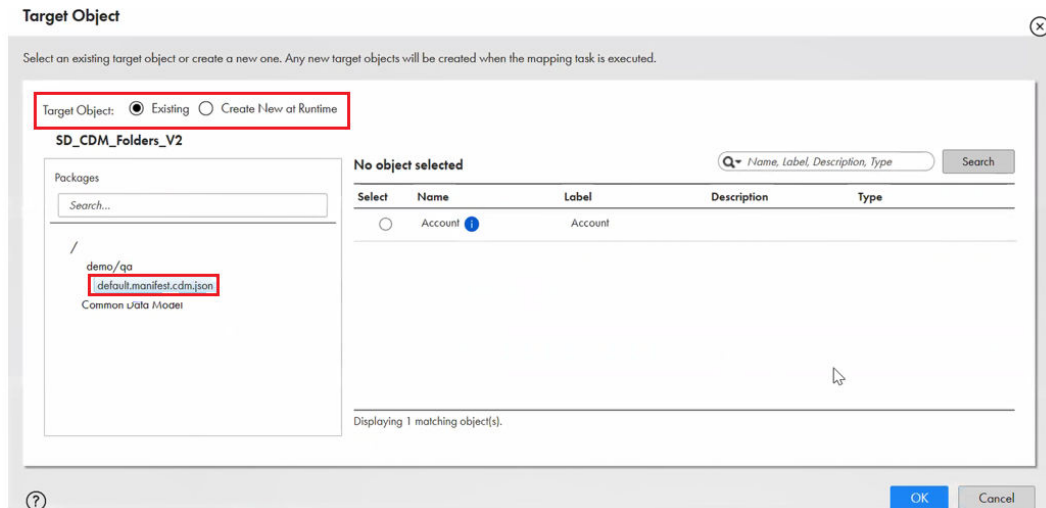 Target Object
Select an existing target object or create a new one. Any new target objects will be created when the mapping task is executed.
Target Object: Existing Create New at Runtime
SD_CDM_Folders_V2
Packages
Search...
/
demo/qa
default.manifest.cdm.json
Common Data Model
No object selected
Name, Label, Description, Type
Search
Select Name Label Description Type
Account i Account
Displaying 1 matching object(s).
?
OK Cancel